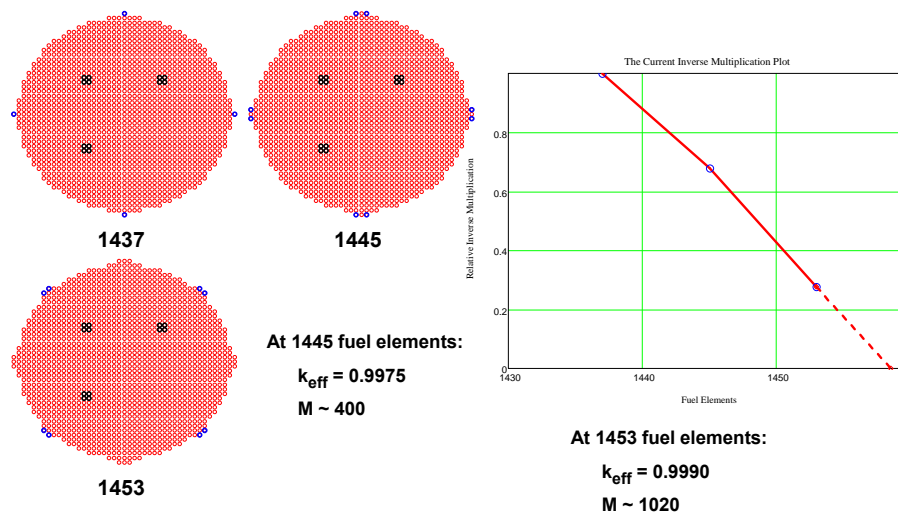 1437
1445
1453
At 1445 fuel elements:
keff = 0.9975
M ~ 400
The Current Inverse Multiplication Plot
Relative Inverse Multiplication
0.8
0.6
0.4
0.2
0
1430
1440
1450
Fuel Elements
At 1453 fuel elements:
keff = 0.9990
M ~ 1020